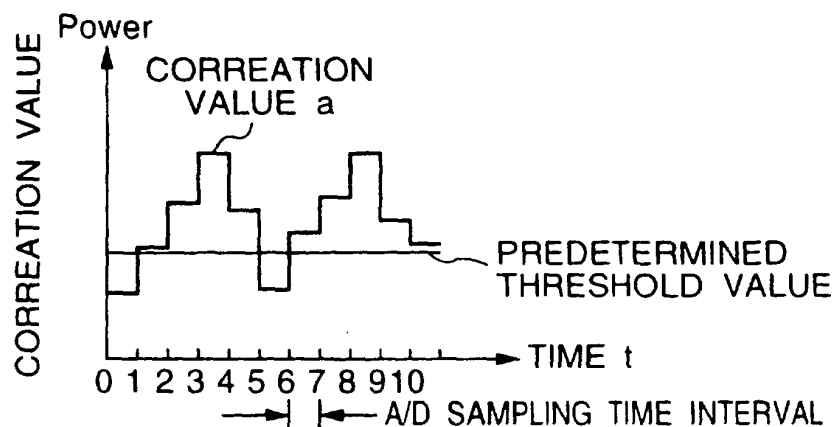 Power
CORREATION VALUE
CORREATION
VALUE a
PREDETERMINED
THRESHOLD VALUE
TIME t
0 1 2 3 4 5 6 7 8 9 10
A/D SAMPLING TIME INTERVAL